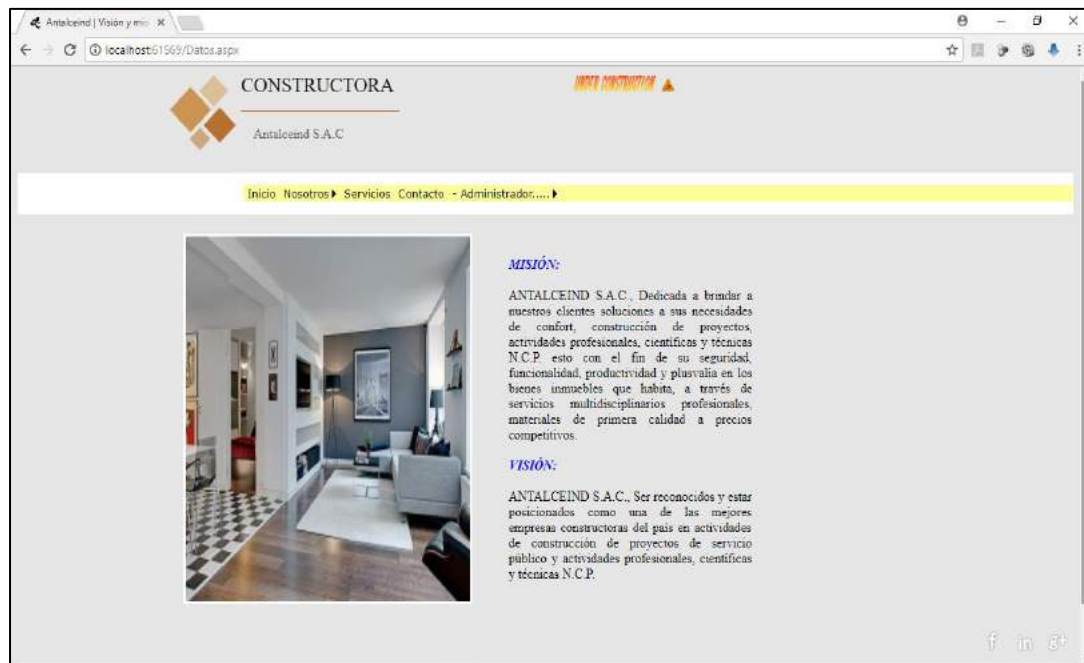 Antalceind | Visión y mi
localhost:61569/Datos.aspx
CONSTRUCTORA
UNDER CONSTRUCTION
Antalceind S.A.C
Inicio Nosotros Servicios Contacto - Administrador.....
MISIÓN:
ANTALCEIND S.A.C., Dedicada a brindar a
nuestros clientes soluciones a sus necesidades
de confort, construcción de proyectos,
actividades profesionales, científicas y técnicas
N.C.P. esto con el fin de su seguridad,
funcionalidad, productividad y plusvalía en los
bienes inmuebles que habita, a través de
servicios multidisciplinarios profesionales,
materiales de primera calidad a precios
competitivos.
VISIÓN:
ANTALCEIND S.A.C., Ser reconocidos y estar
posicionados como una de las mejores
empresas constructoras del país en actividades
de construcción de proyectos de servicio
público y actividades profesionales, científicas
y técnicas N.C.P.
f in g+